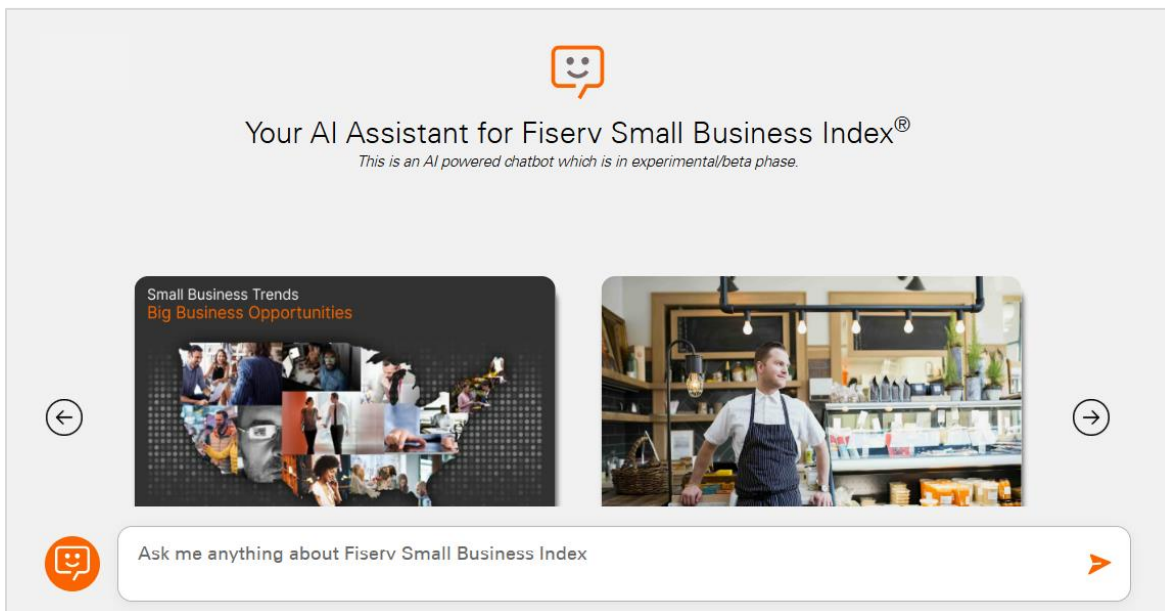 Your AI Assistant for Fiserv Small Business Index®
This is an AI powered chatbot which is in experimental/beta phase.
Small Business Trends
Big Business Opportunities
Ask me anything about Fiserv Small Business Index